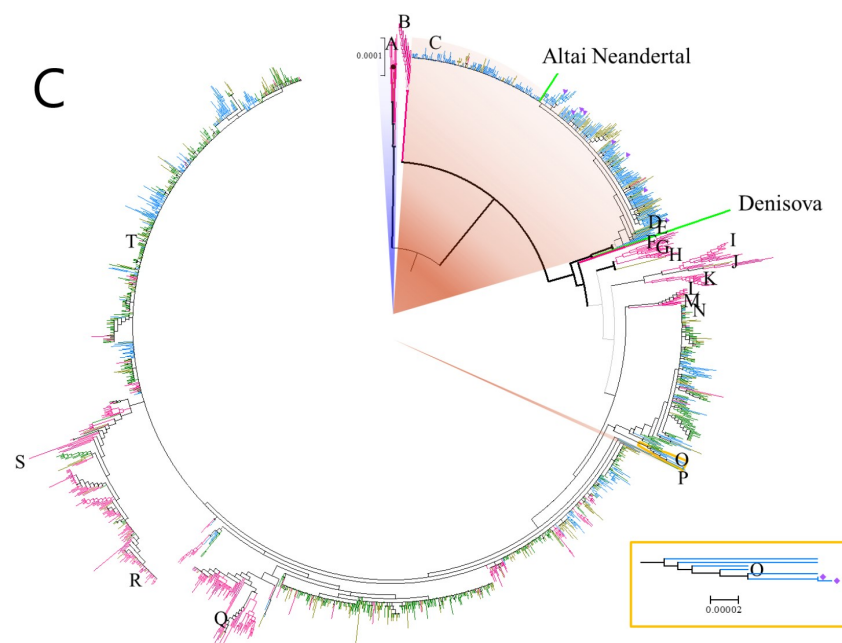 C
0.0001
A
B
C
Altai Neandertal
Denisova
D
E
F
G
H
I
J
K
L
M
N
O
P
Q
R
S
T
O
0.00002